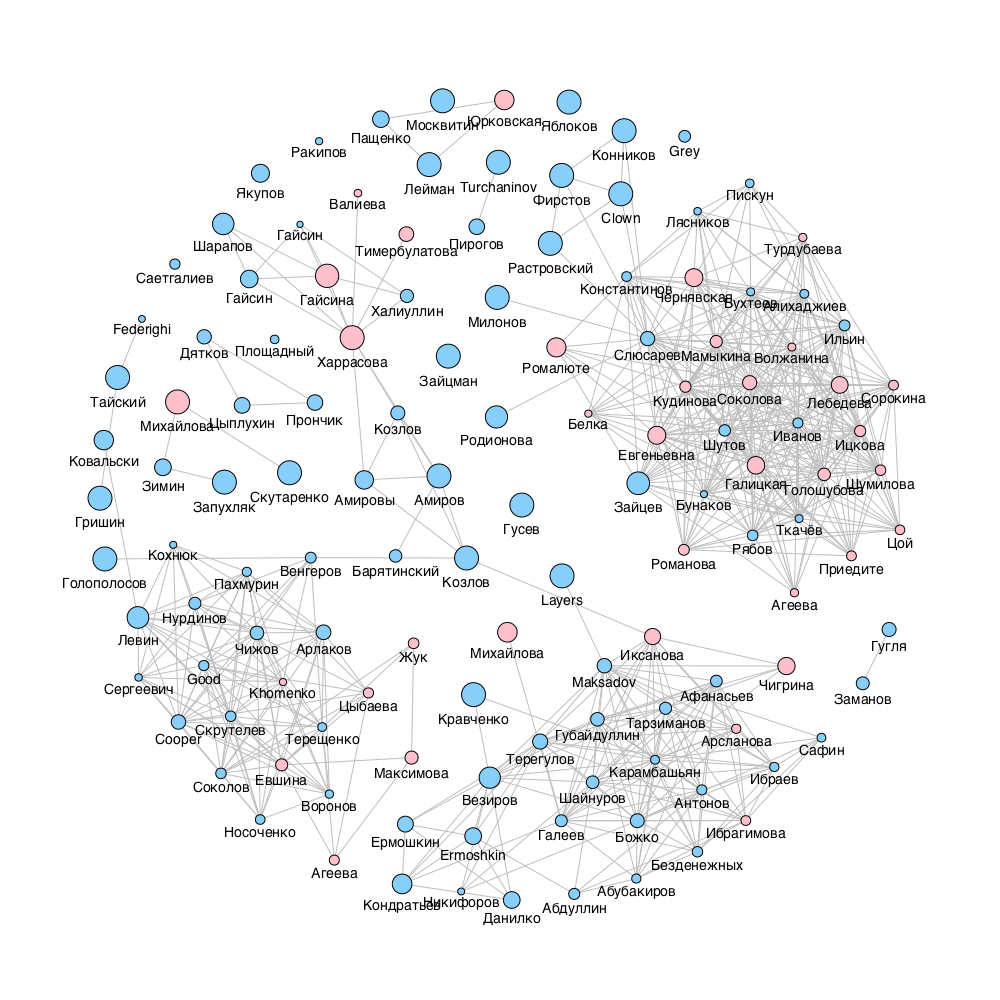 Москвитин
Юрковская
Яблоков
Пащенко
Ракипов
Конников
Grey
Якупов
Лейман
Turchaninov
Фирстов
Clown
Пискун
Валиева
Лясников
Шарапов
Гайсин
Тимербулатова
Пирогов
Турдубаева
Саетгалиев
Гайсин
Гайсина
Халиуллин
Растровский
Константинов
Чернявская
Бухтеев
Алихаджиев
Federighi
Милонов
Дятков
Площадный
Харрасова
Зайцман
Ромалюте
Слюсарев
Мамыкина
Волжанина
Ильин
Тайский
Михайлова
Цыплухин
Прончик
Козлов
Родионова
Белка
Кудинова
Соколова
Лебедева
Сорокина
Ковальски
Евгеньевна
Шутов
Иванов
Ицкова
Зимин
Запухляк
Скутаренко
Амировы
Амиров
Зайцев
Бунаков
Галицкая
Голошубова
Шумилова
Гришин
Гусев
Рябов
Ткачёв
Цой
Романова
Приедите
Голополосов
Кохнюк
Венгеров
Барятинский
Козлов
Пахмурин
Layers
Агеева
Нурдинов
Левин
Чижов
Арлаков
Жук
Михайлова
Иксанова
Гугля
Сергеевич
Good
Khomenko
Цыбаева
Maksadov
Афанасьев
Чигрина
Заманов
Cooper
Скрутелев
Терещенко
Кравченко
Губайдуллин
Тарзиманов
Арсланова
Сафин
Соколов
Евшина
Максимова
Терегулов
Карамбашьян
Ибраев
Воронов
Везиров
Шайнуров
Антонов
Носоченко
Ермошкин
Ermoshkin
Галеев
Божко
Ибрагимова
Агеева
Безденежных
Кондратьев
Никифоров
Данилко
Абдуллин
Абубакиров